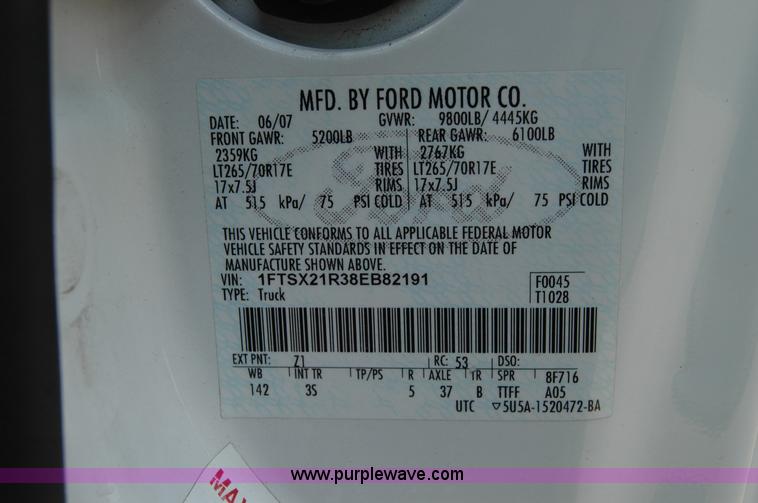 MFD. BY FORD MOTOR CO.
DATE: 06/07 GVWR: 9800LB/ 4445KG
FRONT GAWR: 5200LB REAR GAWR: 6100LB
2359KG WITH 2767KG WITH
LT265/70R17E TIRES LT265/70R17E TIRES
17x7.5J RIMS 17x7.5J RIMS
AT 515 kPa/ 75 PSI COLD AT 515 kPa/ 75 PSI COLD
Ford
THIS VEHICLE CONFORMS TO ALL APPLICABLE FEDERAL MOTOR
VEHICLE SAFETY STANDARDS IN EFFECT ON THE DATE OF
MANUFACTURE SHOWN ABOVE.
VIN: 1FTSX21R38EB82191 F0045
TYPE: Truck T1028
EXT PNT: Z1 RC: 53 DSO:
WB INT TR TP/PS R AXLE TR SPR 8F716
142 3S 5 37 B TTFF A05
UTC ▽5U5A-1520472-BA
MAX
www.purplewave.com